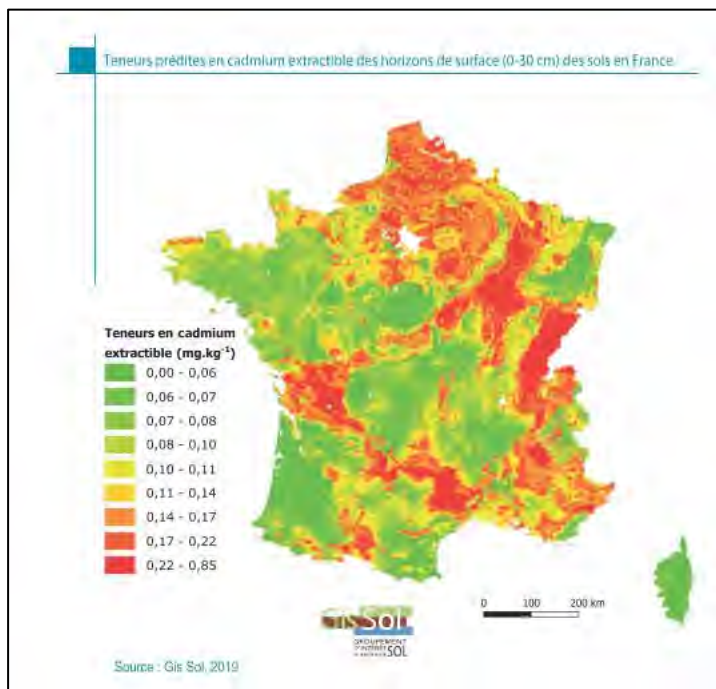 Teneurs prédites en cadmium extractible des horizons de surface (0-30 cm) des sols en France
Teneurs en cadmium
extractible (mg.kg-1)
0,00 - 0,06
0,06 - 0,07
0,07 - 0,08
0,08 - 0,10
0,10 - 0,11
0,11 - 0,14
0,14 - 0,17
0,17 - 0,22
0,22 - 0,85
0 100 200 km
Gis Sol
GROUPEMENT
D'INTÉRÊT
SOL
Source : Gis Sol, 2019